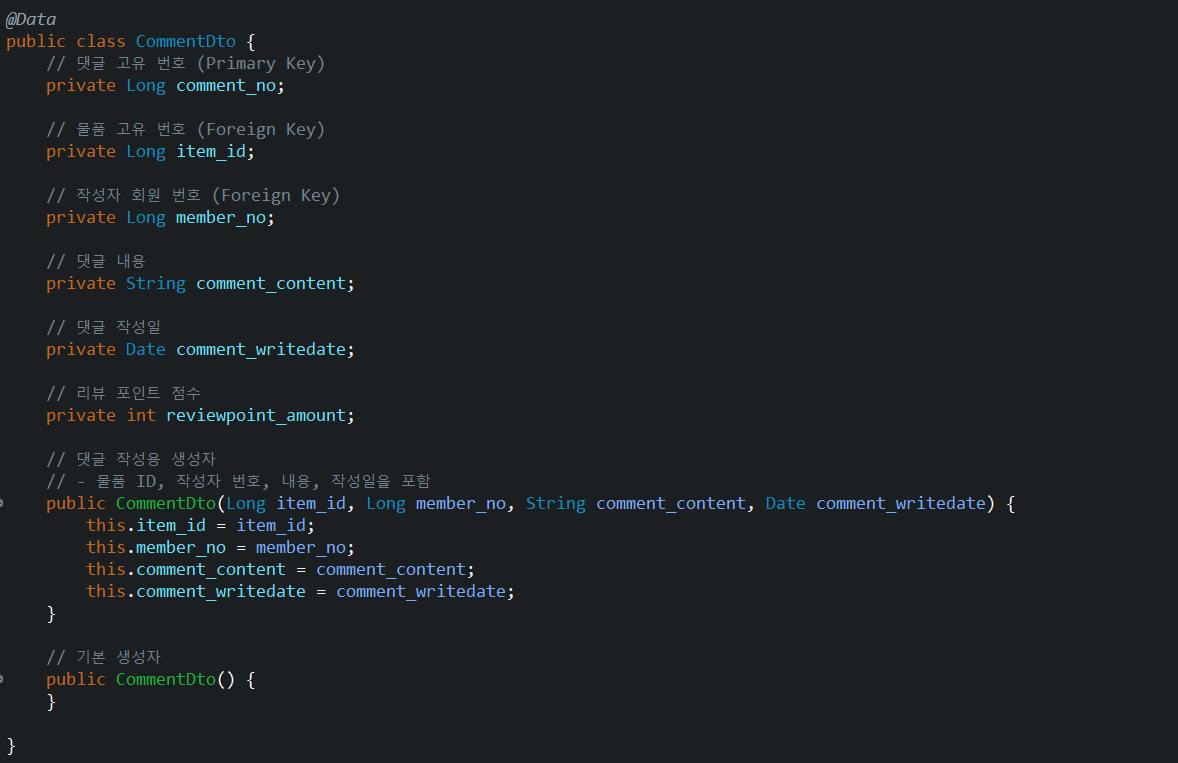 @Data
public class CommentDto {
// 댓글 고유 번호 (Primary Key)
private Long comment_no;
// 물품 고유 번호 (Foreign Key)
private Long item_id;
// 작성자 회원 번호 (Foreign Key)
private Long member_no;
// 댓글 내용
private String comment_content;
// 댓글 작성일
private Date comment_writedate;
// 리뷰 포인트 점수
private int reviewpoint_amount;
// 댓글 작성용 생성자
// - 물품 ID, 작성자 번호, 내용, 작성일을 포함
public CommentDto(Long item_id, Long member_no, String comment_content, Date comment_writedate) {
this.item_id = item_id;
this.member_no = member_no;
this.comment_content = comment_content;
this.comment_writedate = comment_writedate;
}
// 기본 생성자
public CommentDto() {
}
}